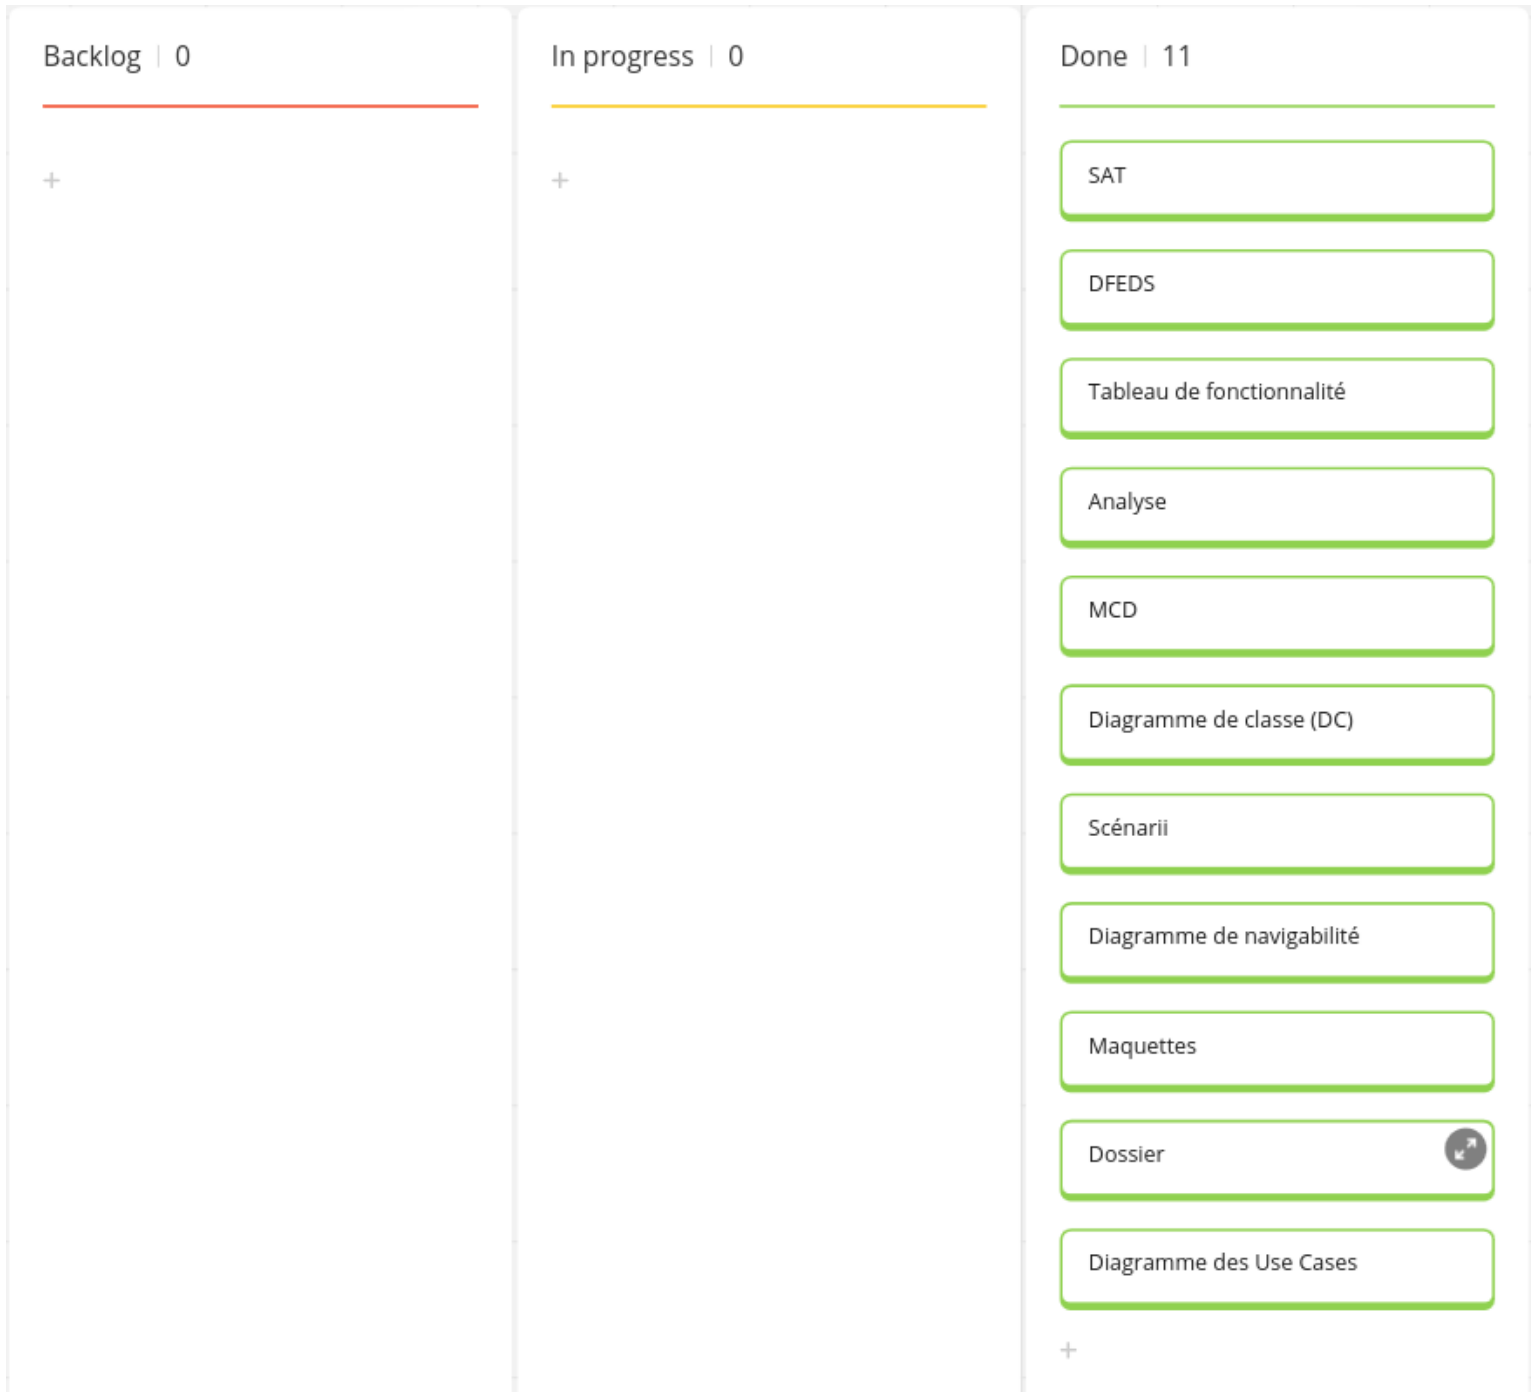 Backlog 0
In progress 0
Done 11
SAT
DFEDS
Tableau de fonctionnalité
Analyse
MCD
Diagramme de classe (DC)
Scénarii
Diagramme de navigabilité
Maquettes
Dossier
Diagramme des Use Cases